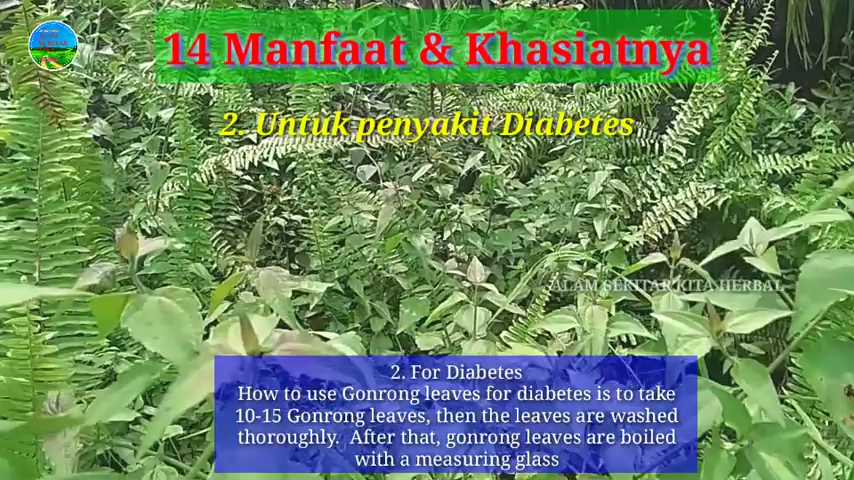 14 Manfaat & Khasiatnya
2. Untuk penyakit Diabetes
ALAM SEKITAR KITA HERBAL
2. For Diabetes
How to use Gonrong leaves for diabetes is to take
10-15 Gonrong leaves, then the leaves are washed
thoroughly. After that, gonrong leaves are boiled
with a measuring glass